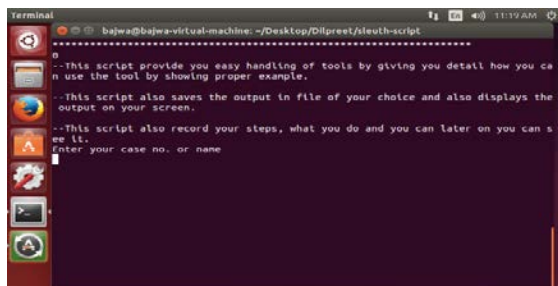 Terminal
En
11:19 AM
bajwa@bajwa-virtual-machine: ~/Desktop/Dilpreet/sleuth-script
*******************************************************************
0
--This script provide you easy handling of tools by giving you detail how you ca
n use the tool by showing proper example.
--This script also saves the output in file of your choice and also displays the
 output on your screen.
--This script also record your steps, what you do and you can later on you can s
ee it.
Enter your case no. or name